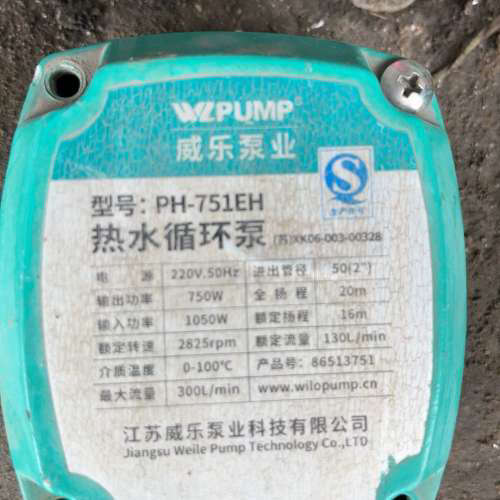 WLPUMP®
威乐泵业
型号: PH-751EH
热水循环泵 (苏)XK06-003-00328
生产许可
电 源 220V.50Hz 进出管径 50(2")
输出功率 750W 全扬程 20m
输入功率 1050W 额定扬程 16m
额定转速 2825rpm 额定流量 130L/min
介质温度 0-100℃ 产品号: 86513751
最大流量 300L/min www.wilopump.cn
江苏威乐泵业科技有限公司
Jiangsu Weile Pump Technology Co.,LTD